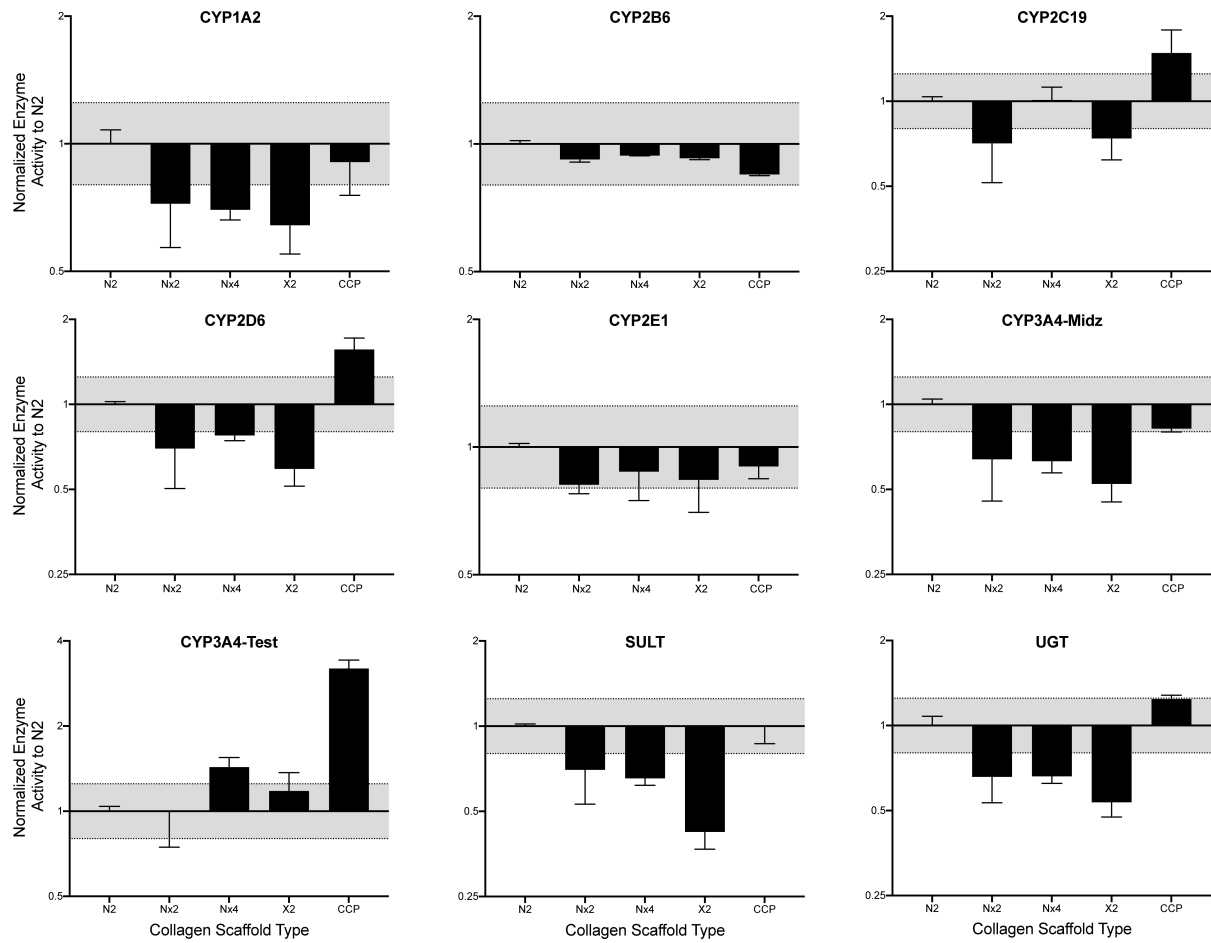 CYP1A2
2
1
0.5
Normalized Enzyme
Activity to N2
N2 Nx2 Nx4 X2 CCP
CYP2B6
2
1
0.5
N2 Nx2 Nx4 X2 CCP
CYP2C19
2
1
0.5
0.25
N2 Nx2 Nx4 X2 CCP
CYP2D6
2
1
0.5
0.25
Normalized Enzyme
Activity to N2
N2 Nx2 Nx4 X2 CCP
CYP2E1
2
1
0.5
N2 Nx2 Nx4 X2 CCP
CYP3A4-Midz
2
1
0.5
0.25
N2 Nx2 Nx4 X2 CCP
CYP3A4-Test
4
2
1
0.5
Normalized Enzyme
Activity to N2
N2 Nx2 Nx4 X2 CCP
Collagen Scaffold Type
SULT
2
1
0.5
0.25
N2 Nx2 Nx4 X2 CCP
Collagen Scaffold Type
UGT
2
1
0.5
0.25
N2 Nx2 Nx4 X2 CCP
Collagen Scaffold Type